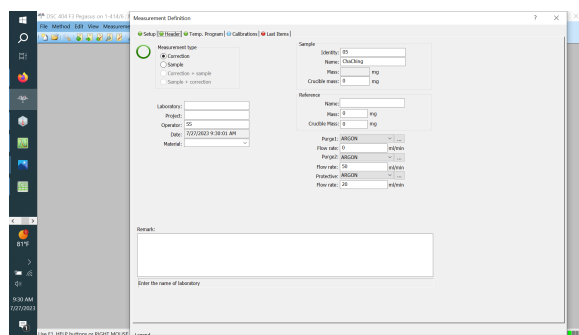 DSC 404 F3 Pegasus on 1-414/6
Measurement Definition
File Method Edit View Measurement
Setup Header Temp. Program Calibrations Last Items
Measurement type
Correction
Sample
Correction + sample
Sample + correction
Sample
Identity: 05
Name: ChaChing
Mass: mg
Crucible mass: 0 mg
Reference
Name:
Mass: 0 mg
Crucible Mass: 0 mg
Laboratory:
Project:
Operator: SS
Date: 7/27/2023 9:30:01 AM
Material:
Purge1: ARGON ...
Flow rate: 0 ml/min
Purge2: ARGON ...
Flow rate: 50 ml/min
Protective: ARGON ...
Flow rate: 20 ml/min
Remark:
Enter the name of laboratory
81°F
9:30 AM
7/27/2023
Use F1, HELP buttons or RIGHT MOUSE